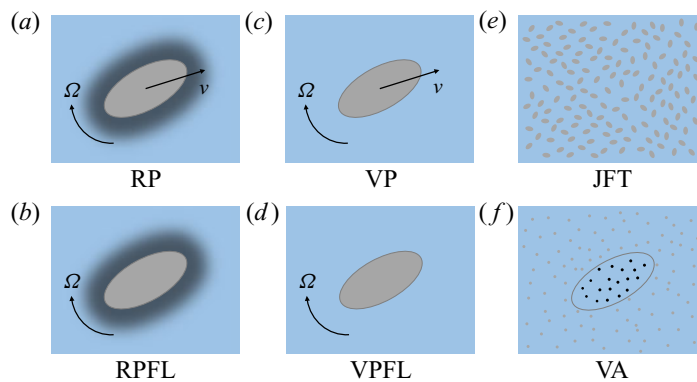 (a)
Ω
v
RP
(c)
Ω
v
VP
(e)
JFT
(b)
Ω
RPFL
(d)
Ω
VPFL
(f)
VA